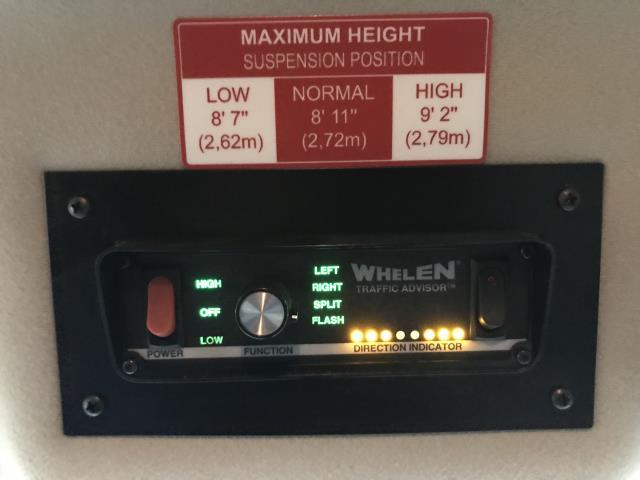 MAXIMUM HEIGHT
SUSPENSION POSITION
LOW NORMAL HIGH
8' 7" 8' 11" 9' 2"
(2,62m) (2,72m) (2,79m)
HIGH
OFF
LOW
POWER
FUNCTION
LEFT
RIGHT
SPLIT
FLASH
WHELEN®
TRAFFIC ADVISOR™
DIRECTION INDICATOR